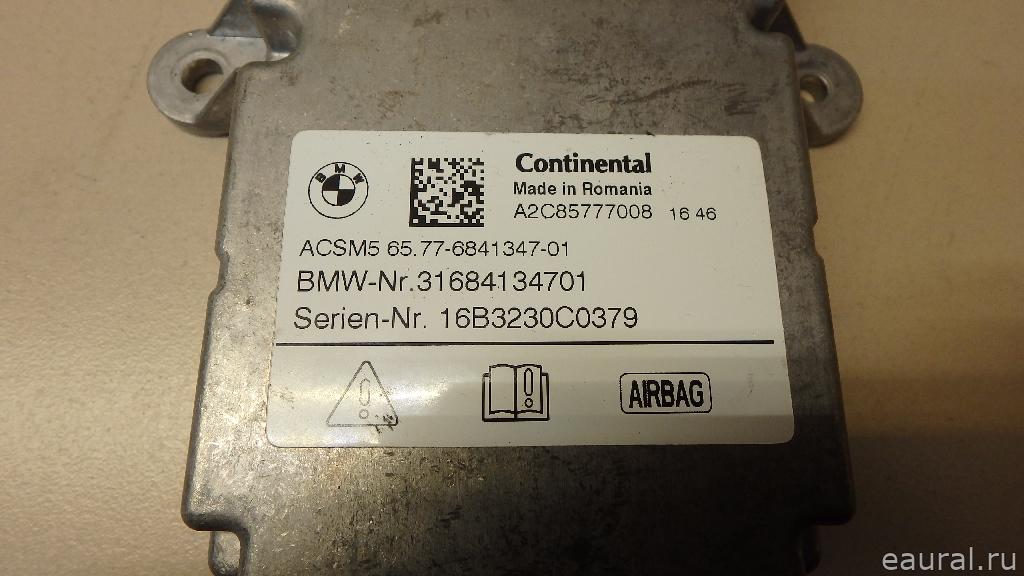 BMW
Continental
Made in Romania
A2C85777008 16 46
ACSM5 65.77-6841347-01
BMW-Nr.31684134701
Serien-Nr. 16B3230C0379
AIRBAG
eaural.ru